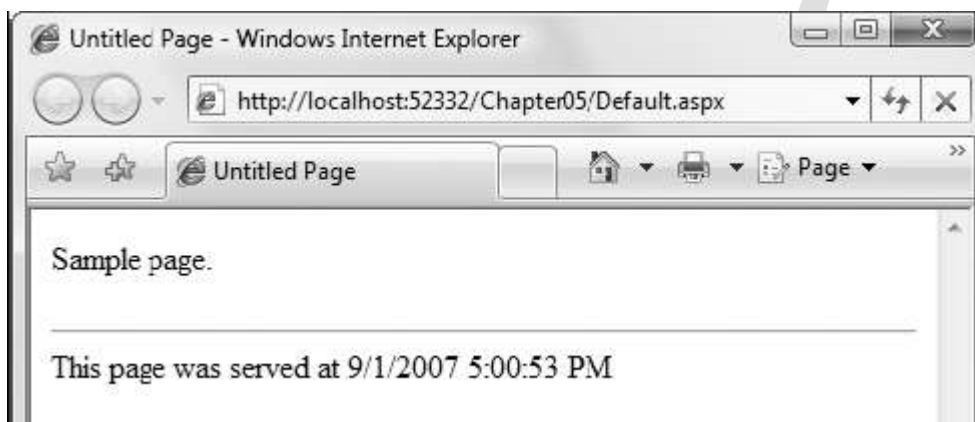 Untitled Page - Windows Internet Explorer
http://localhost:52332/Chapter05/Default.aspx
Untitled Page
Page
Sample page.
This page was served at 9/1/2007 5:00:53 PM